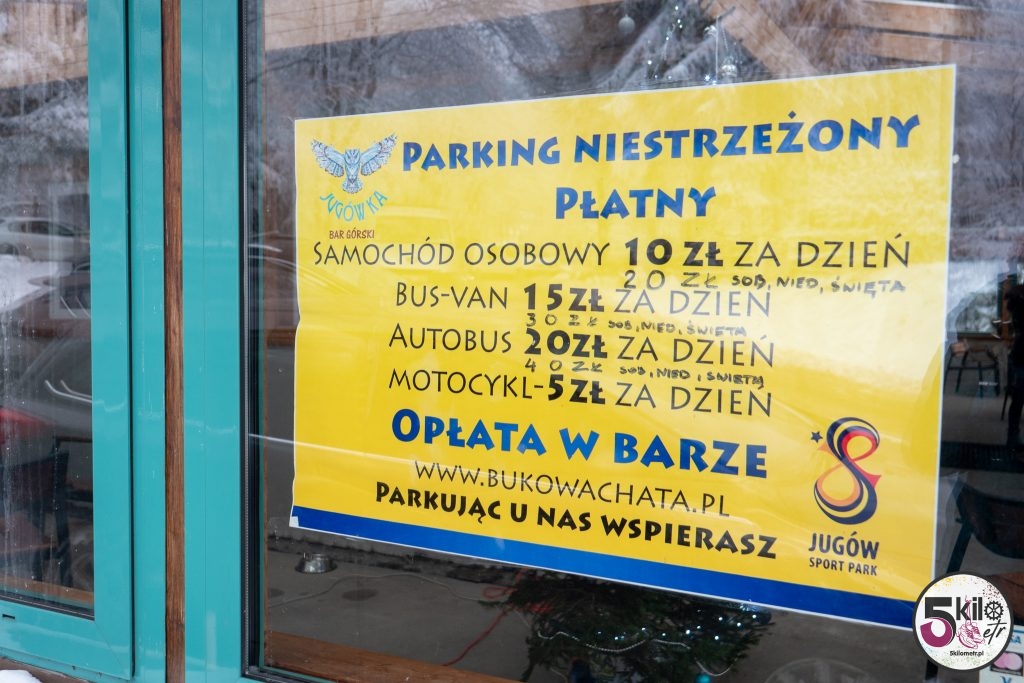 JUGÓWKA
BAR GÓRSKI
PARKING NIESTRZEŻONY
PŁATNY
SAMOCHÓD OSOBOWY 10 ZŁ ZA DZIEŃ
20 ZŁ SOB, NIED, ŚWIĘTA
BUS-VAN 15ZŁ ZA DZIEŃ
30 ZŁ SOB, NIED, ŚWIĘTA
AUTOBUS 20ZŁ ZA DZIEŃ
40 ZŁ SOB, NIED, ŚWIĘTA
MOTOCYKL-5ZŁ ZA DZIEŃ
OPŁATA W BARZE
WWW.BUKOWACHATA.PL
PARKUJĄC U NAS WSPIERASZ
JUGÓW
SPORT PARK
5kilometr
5kilometr.pl